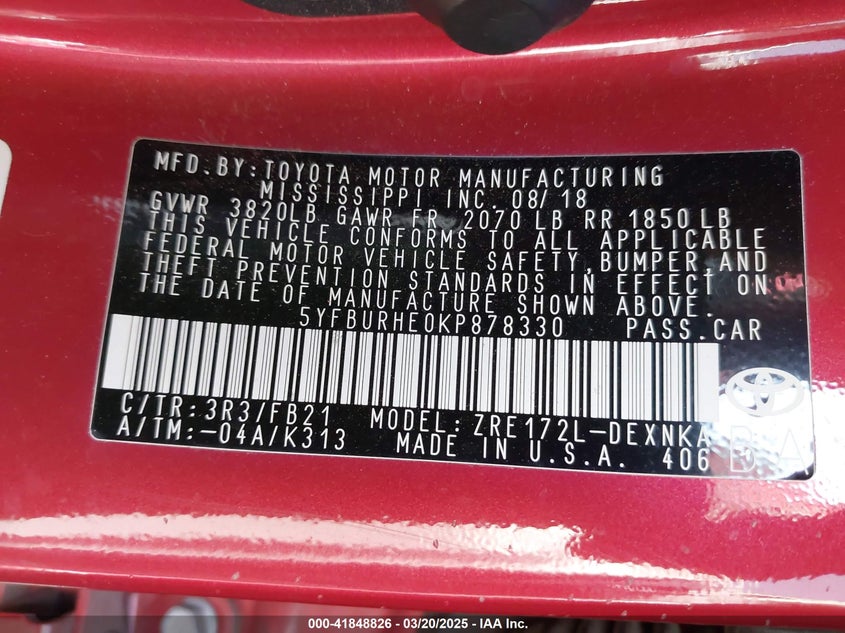 MFD. BY: TOYOTA MOTOR MANUFACTURING
MISSISSIPPI INC. 08/18
GVWR 3820LB GAWR FR 2070 LB RR 1850 LB
THIS VEHICLE CONFORMS TO ALL APPLICABLE
FEDERAL MOTOR VEHICLE SAFETY, BUMPER, AND
THEFT PREVENTION STANDARDS IN EFFECT ON
THE DATE OF MANUFACTURE SHOWN ABOVE.
5YFBURHE0KP878330 PASS. CAR
C/TR: 3R3/FB21 MODEL: ZRE172L-DEXNKA
A/TM: -04A/K313 MADE IN U.S.A. 406
000-41848826 - 03/20/2025 - IAA Inc.